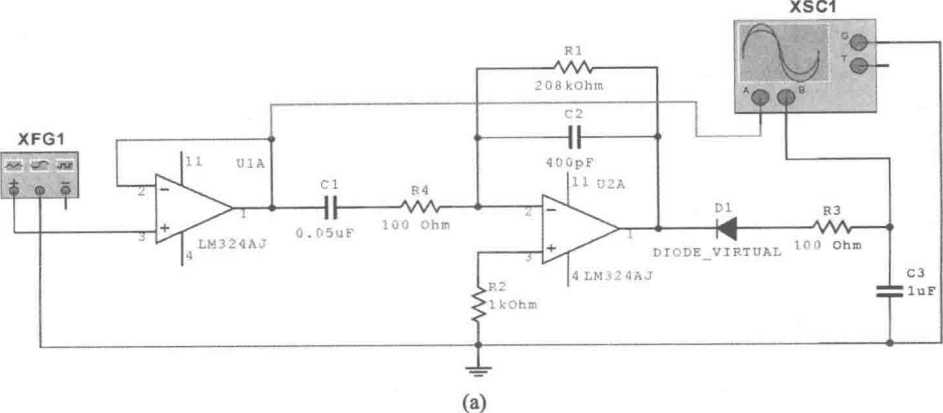 XSC1
G
T
A
B
R1
208kOhm
XFG1
C2
400pF
11
U1A
2
3
1
4
LM324AJ
C1
0.05uF
R4
100 Ohm
11
U2A
2
3
1
4
LM324AJ
D1
DIODE_VIRTUAL
R3
100 Ohm
R2
1kOhm
C3
1uF
(a)